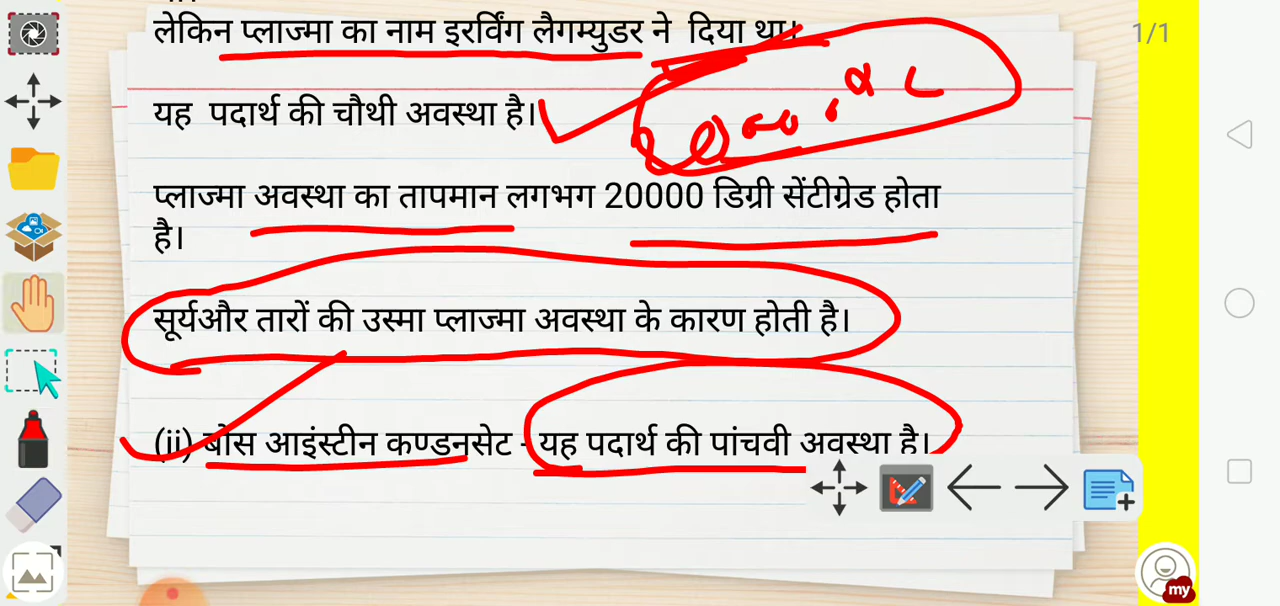 लेकिन प्लाज्मा का नाम इरविंग लैगम्युडर ने दिया था।
1/1
यह पदार्थ की चौथी अवस्था है।
प्लाज्मा अवस्था का तापमान लगभग 20000 डिग्री सेंटीग्रेड होता
है।
सूर्यऔर तारों की उस्मा प्लाज्मा अवस्था के कारण होती है।
(ii) बोस आइंस्टीन कण्डनसेट - यह पदार्थ की पांचवी अवस्था है।
my